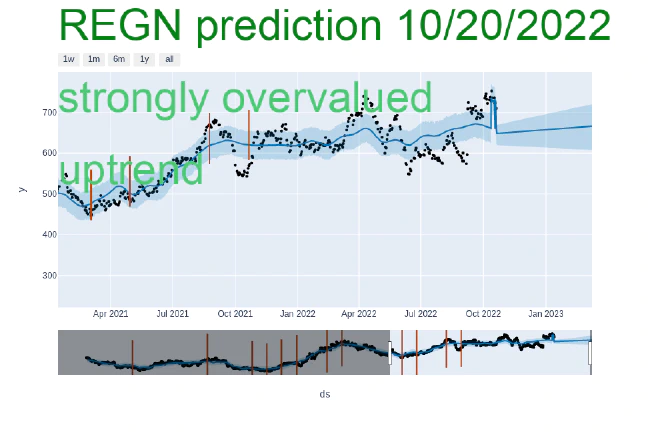 REGN prediction 10/20/2022
1w 1m 6m 1y all
strongly overvalued
uptrend
700
600
500
400
300
y
Apr 2021 Jul 2021 Oct 2021 Jan 2022 Apr 2022 Jul 2022 Oct 2022 Jan 2023
ds